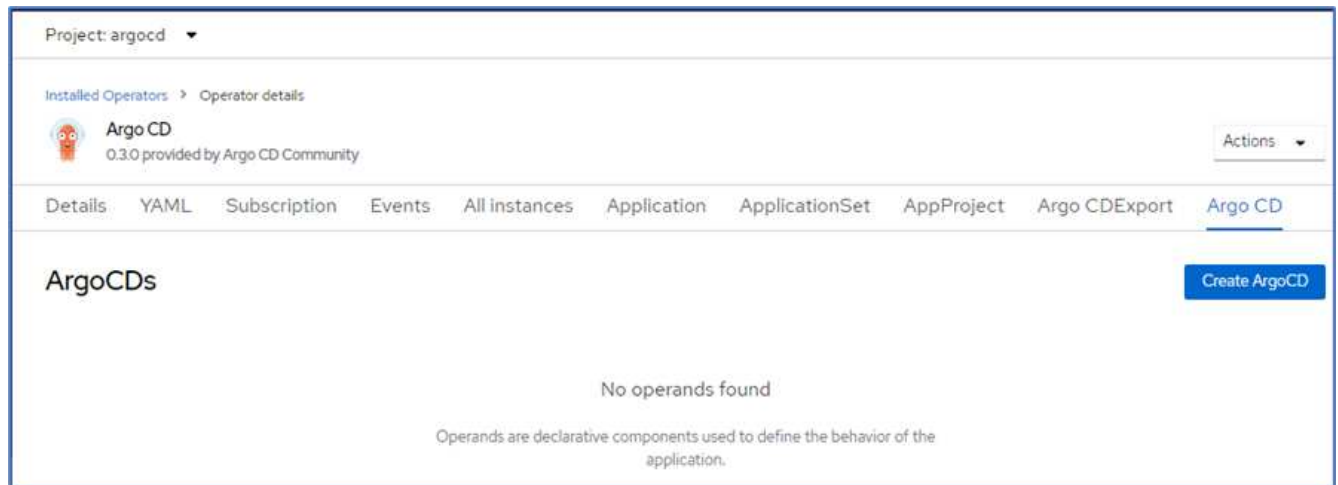 Project: argocd
Installed Operators > Operator details
Argo CD
0.3.0 provided by Argo CD Community
Actions
Details YAML Subscription Events All instances Application ApplicationSet AppProject Argo CDExport Argo CD
ArgoCDs
Create ArgoCD
No operands found
Operands are declarative components used to define the behavior of the
application.